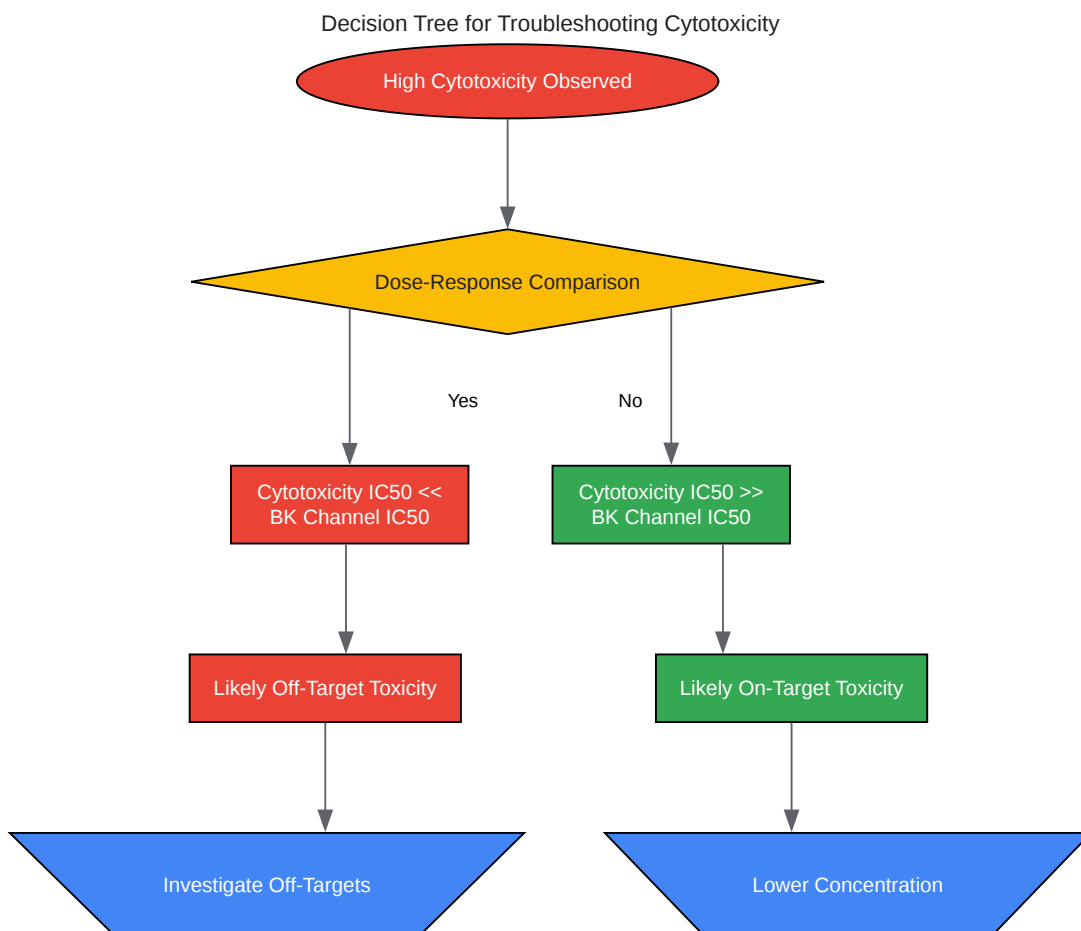 Decision Tree for Troubleshooting Cytotoxicity
High Cytotoxicity Observed
Dose-Response Comparison
Yes
No
Cytotoxicity IC50 <<
BK Channel IC50
Cytotoxicity IC50 >>
BK Channel IC50
Likely Off-Target Toxicity
Likely On-Target Toxicity
Investigate Off-Targets
Lower Concentration